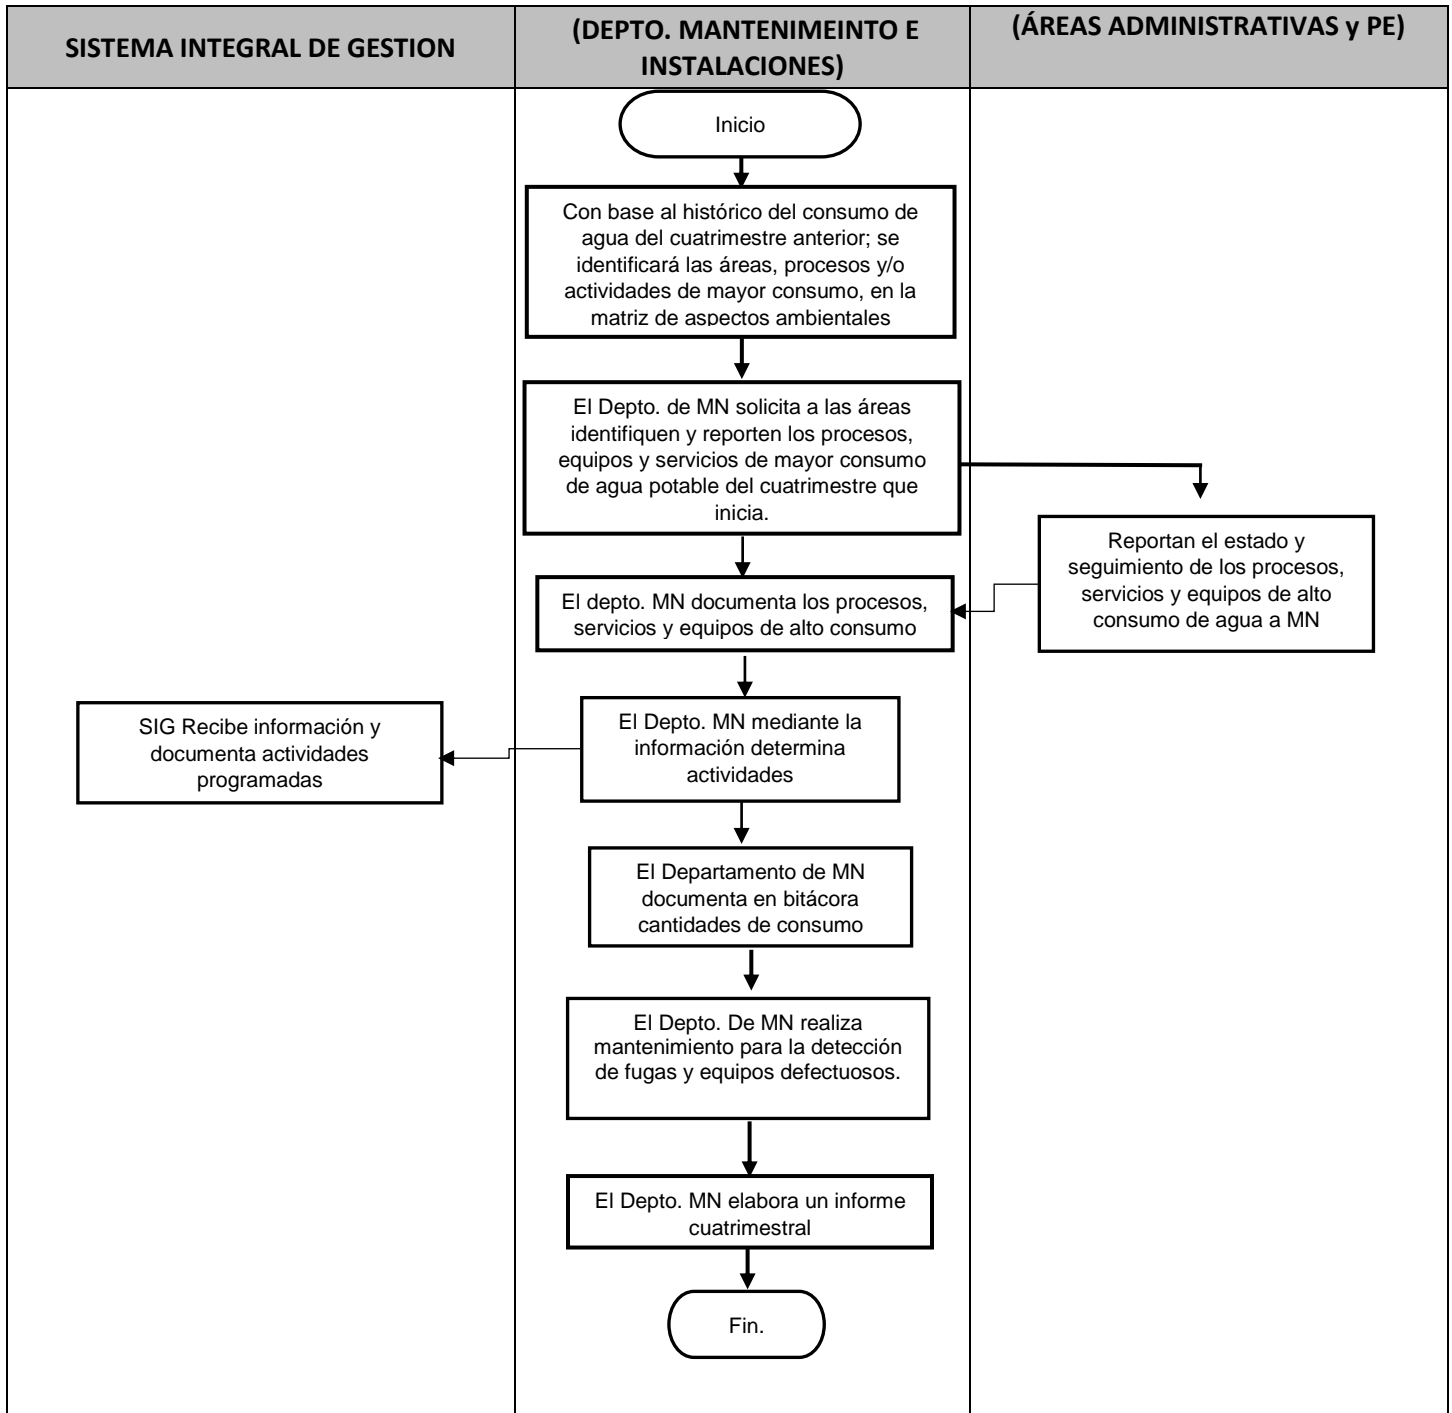 SISTEMA INTEGRAL DE GESTION
(DEPTO. MANTENIMEINTO E
INSTALACIONES)
(ÁREAS ADMINISTRATIVAS y PE)
Inicio
Con base al histórico del consumo de
agua del cuatrimestre anterior; se
identificará las áreas, procesos y/o
actividades de mayor consumo, en la
matriz de aspectos ambientales
El Depto. de MN solicita a las áreas
identifiquen y reporten los procesos,
equipos y servicios de mayor consumo
de agua potable del cuatrimestre que
inicia.
Reportan el estado y
seguimiento de los procesos,
servicios y equipos de alto
consumo de agua a MN
El depto. MN documenta los procesos,
servicios y equipos de alto consumo
El Depto. MN mediante la
información determina
actividades
SIG Recibe información y
documenta actividades
programadas
El Departamento de MN
documenta en bitácora
cantidades de consumo
El Depto. De MN realiza
mantenimiento para la detección
de fugas y equipos defectuosos.
El Depto. MN elabora un informe
cuatrimestral
Fin.